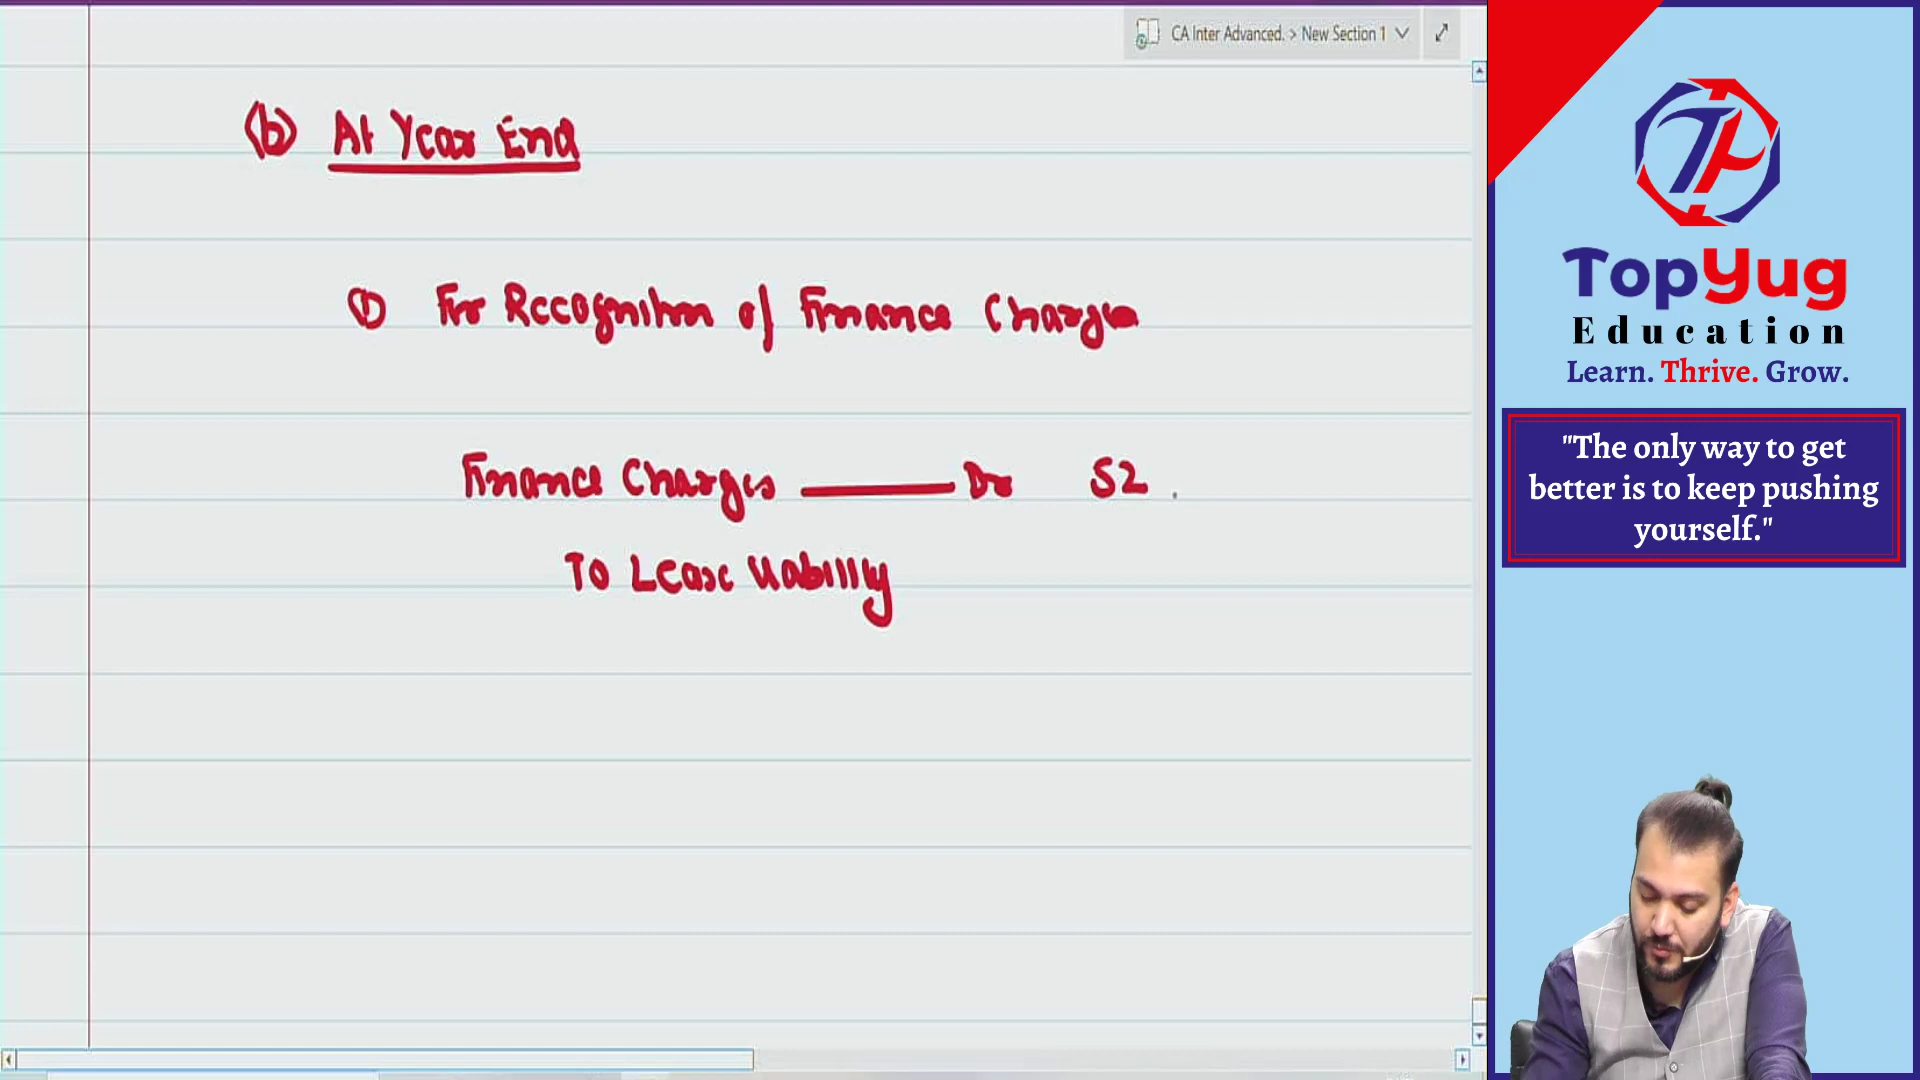 CA Inter Advanced. > New Section 1
(b) At Year End
① For Recognition of Finance Charges
Finance Charges ——— Dr 52
To Lease Liability
TopYug
Education
Learn. Thrive. Grow.
"The only way to get
better is to keep pushing
yourself."